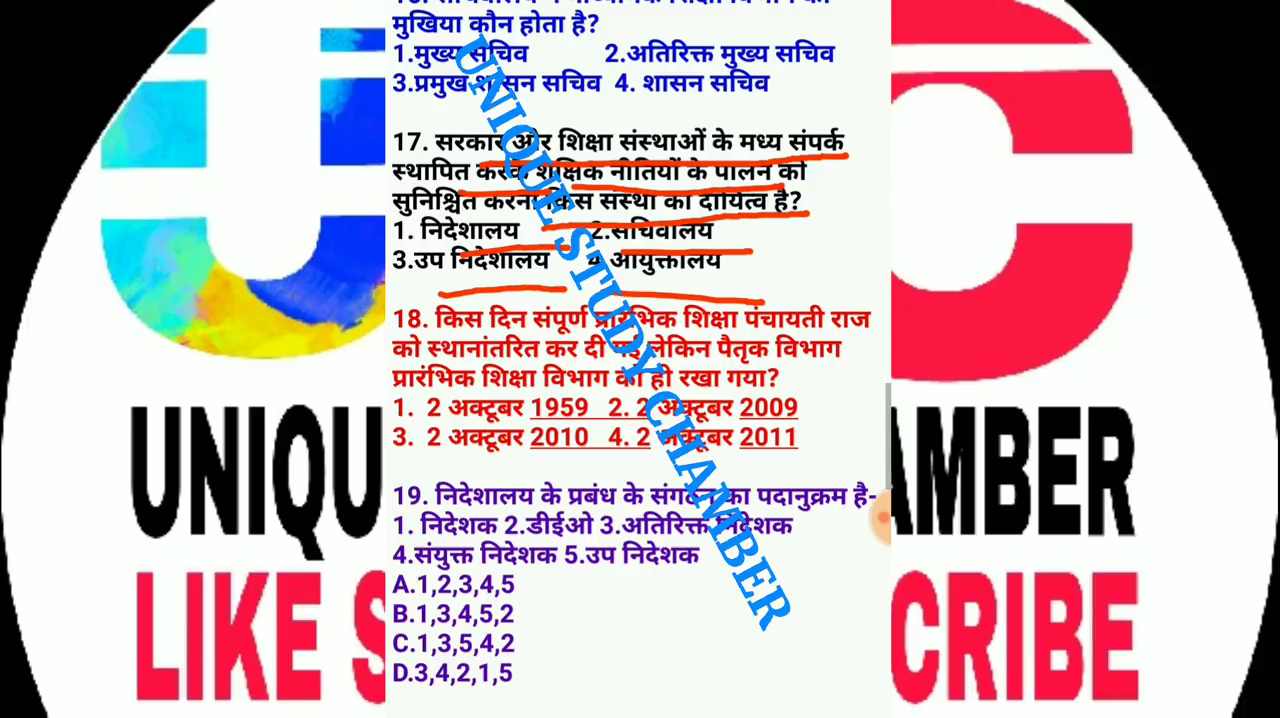 मुखिया कौन होता है?
1.मुख्य सचिव 2.अतिरिक्त मुख्य सचिव
3.प्रमुख शासन सचिव 4. शासन सचिव
17. सरकार और शिक्षा संस्थाओं के मध्य संपर्क
स्थापित करके शैक्षिक नीतियों के पालन को
सुनिश्चित करना किस संस्था का दायित्व है?
1. निदेशालय 2.सचिवालय
3.उप निदेशालय 4.आयुक्तालय
18. किस दिन संपूर्ण प्रारंभिक शिक्षा पंचायती राज
को स्थानांतरित कर दी गई लेकिन पैतृक विभाग
प्रारंभिक शिक्षा विभाग को ही रखा गया?
1. 2 अक्टूबर 1959 2. 2 अक्टूबर 2009
3. 2 अक्टूबर 2010 4. 2 अक्टूबर 2011
19. निदेशालय के प्रबंध के संगठन का पदानुक्रम है-
1. निदेशक 2.डीईओ 3.अतिरिक्त निदेशक
4.संयुक्त निदेशक 5.उप निदेशक
A.1,2,3,4,5
B.1,3,4,5,2
C.1,3,5,4,2
D.3,4,2,1,5
UNIQUE STUDY CHAMBER
UNIQU
AMBER
LIKE S
CRIBE